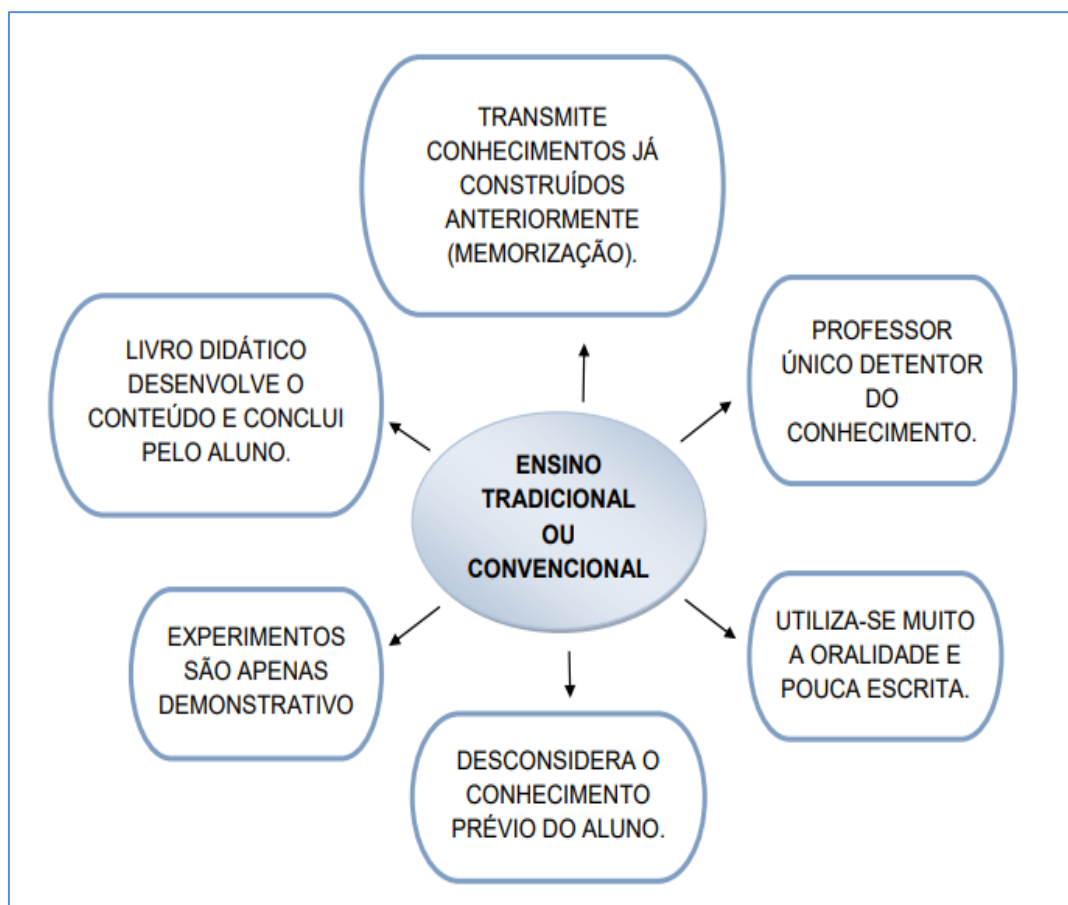 TRANSMITE
CONHECIMENTOS JÁ
CONSTRUÍDOS
ANTERIORMENTE
(MEMORIZAÇÃO).
PROFESSOR
ÚNICO DETENTOR
DO
CONHECIMENTO.
LIVRO DIDÁTICO
DESENVOLVE O
CONTEÚDO E CONCLUI
PELO ALUNO.
ENSINO
TRADICIONAL
OU
CONVENCIONAL
UTILIZA-SE MUITO
A ORALIDADE E
POUCA ESCRITA.
EXPERIMENTOS
SÃO APENAS
DEMONSTRATIVO
DESCONSIDERA O
CONHECIMENTO
PRÉVIO DO ALUNO.